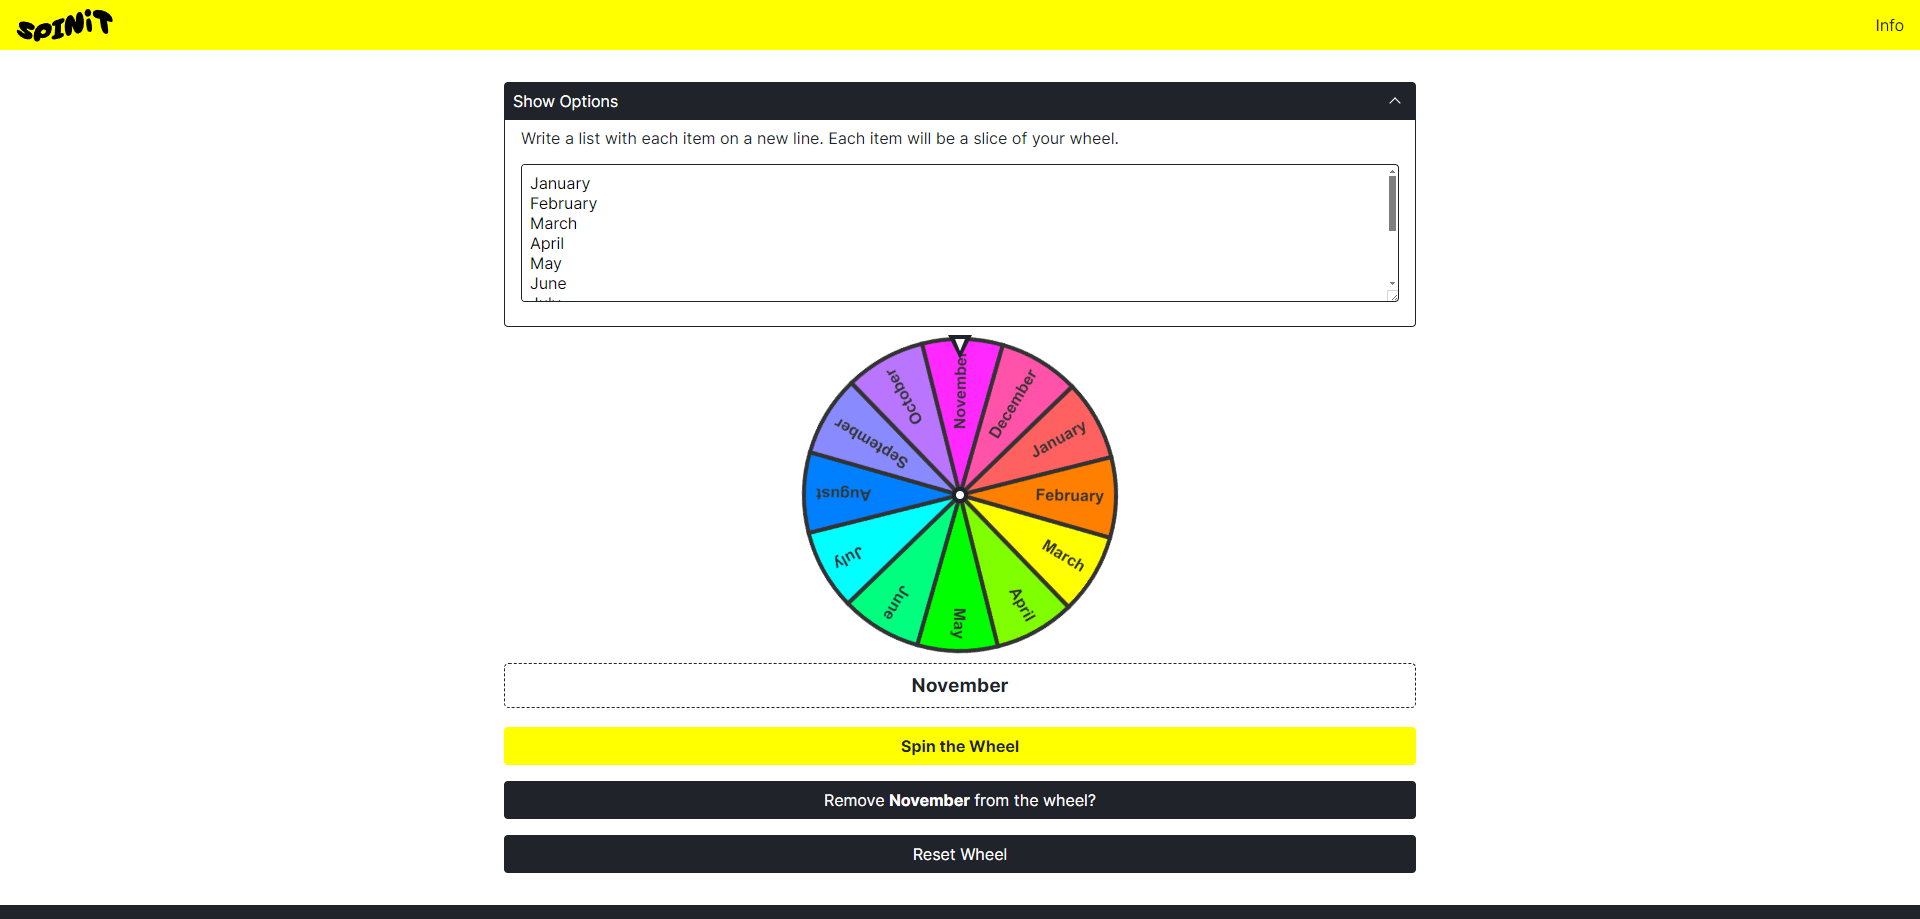 SPINiT
Info
Show Options
Write a list with each item on a new line. Each item will be a slice of your wheel.
January
February
March
April
May
June
July
November
December
January
February
March
April
May
June
July
August
September
October
November
Spin the Wheel
Remove November from the wheel?
Reset Wheel